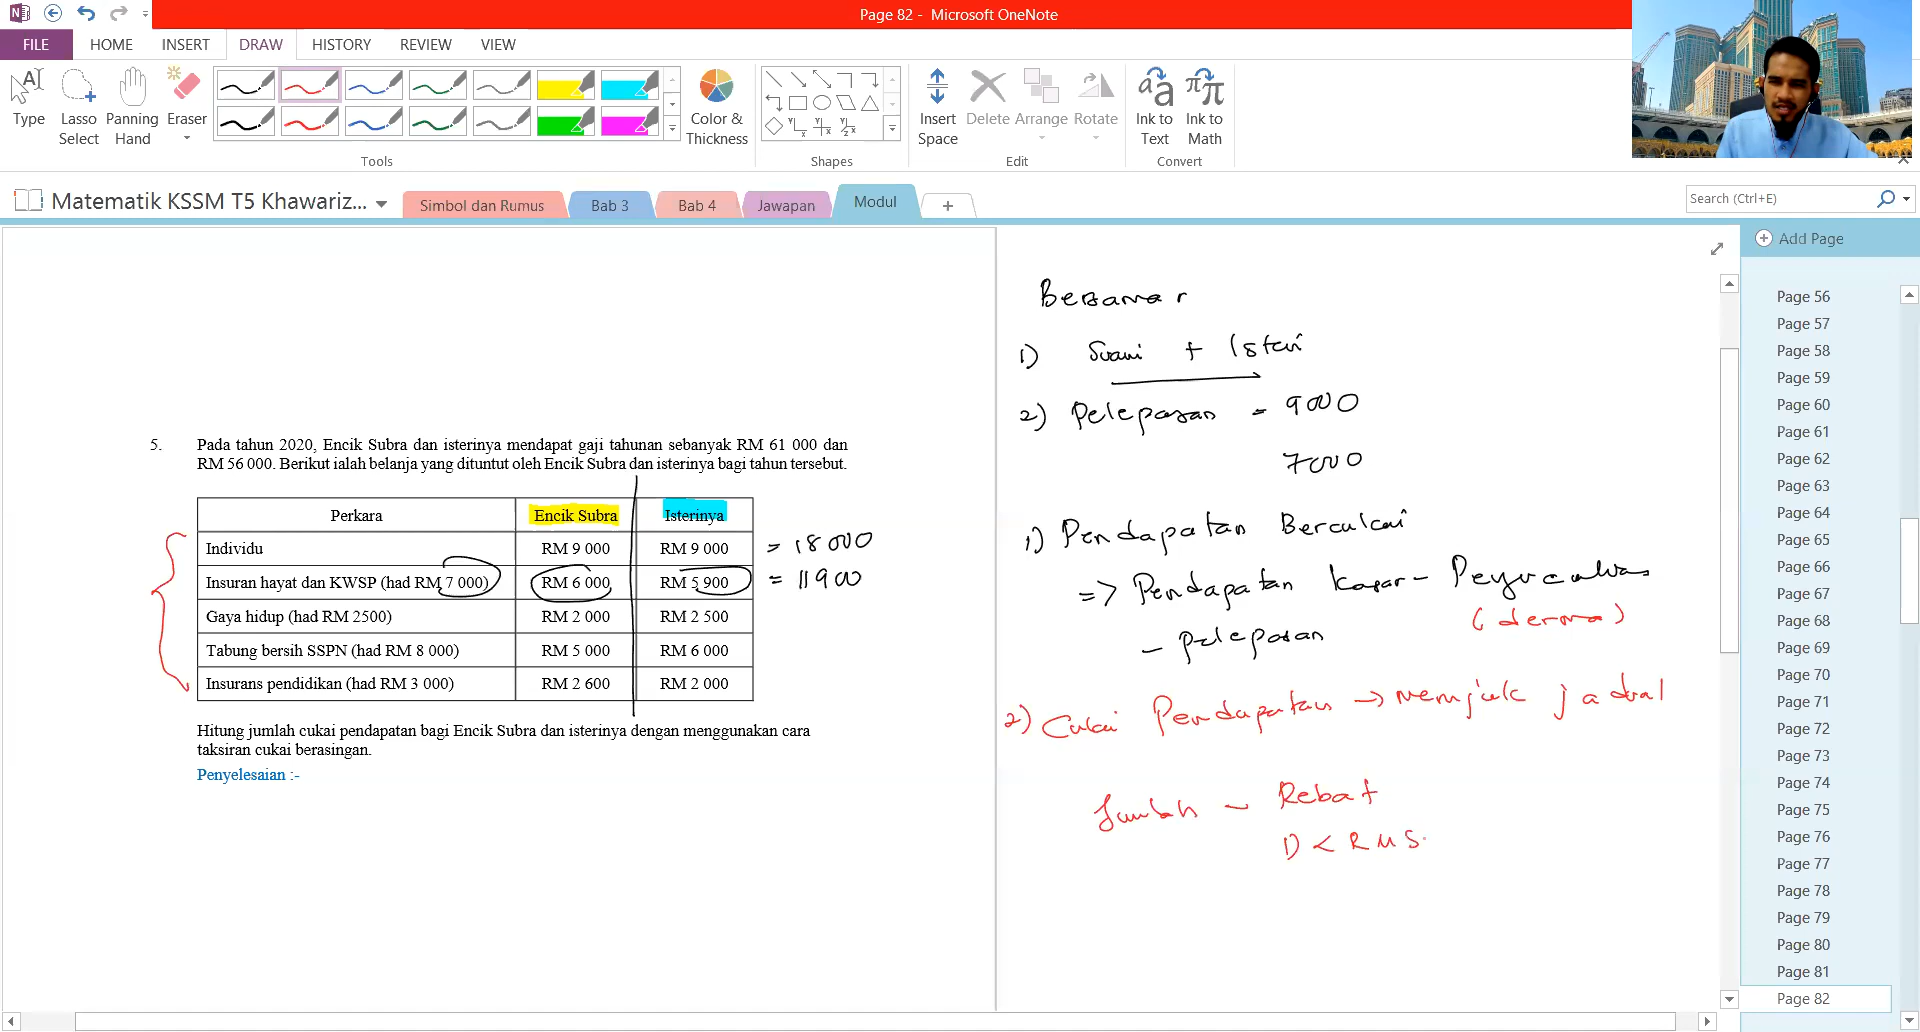 Page 82 - Microsoft OneNote
FILE HOME INSERT DRAW HISTORY REVIEW VIEW
Type
Lasso Select
Panning Hand
Eraser
Color & Thickness
Insert Space
Delete
Arrange
Rotate
Ink to Text
Ink to Math
Tools
Shapes
Edit
Convert
Matematik KSSM T5 Khawariz...
Simbol dan Rumus
Bab 3
Bab 4
Jawapan
Modul
Search (Ctrl+E)
5. Pada tahun 2020, Encik Subra dan isterinya mendapat gaji tahunan sebanyak RM 61 000 dan
RM 56 000. Berikut ialah belanja yang dituntut oleh Encik Subra dan isterinya bagi tahun tersebut.
Perkara Encik Subra Isterinya
Individu RM 9 000 RM 9 000 = 18000
Insuran hayat dan KWSP (had RM 7 000) RM 6 000 RM 5 900 = 11900
Gaya hidup (had RM 2500) RM 2 000 RM 2 500
Tabung bersih SSPN (had RM 8 000) RM 5 000 RM 6 000
Insurans pendidikan (had RM 3 000) RM 2 600 RM 2 000
Hitung jumlah cukai pendapatan bagi Encik Subra dan isterinya dengan menggunakan cara
taksiran cukai berasingan.
Penyelesaian :-
1) Suami + Isteri
2) Pelepasan = 9000
7000
1) Pendapatan Bercukai
=> Pendapatan kasar -
(derma)
- pelepasan
2) Cukai Pendapatan → merujuk jadual
Jumlah - Rebat
1) < RM
Add Page
Page 56
Page 57
Page 58
Page 59
Page 60
Page 61
Page 62
Page 63
Page 64
Page 65
Page 66
Page 67
Page 68
Page 69
Page 70
Page 71
Page 72
Page 73
Page 74
Page 75
Page 76
Page 77
Page 78
Page 79
Page 80
Page 81
Page 82